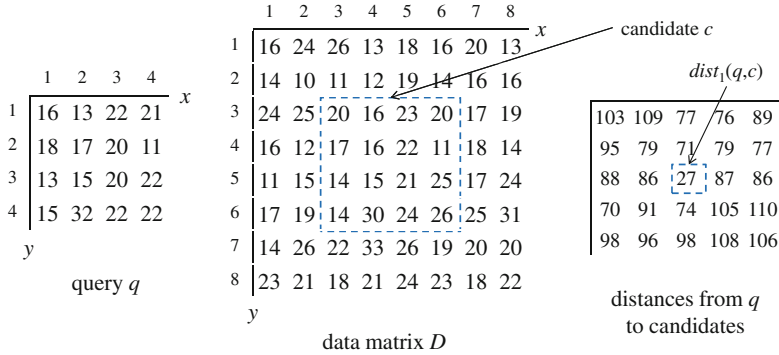 1 2 3 4 5 6 7 8
x
1 16 24 26 13 18 16 20 13
2 14 10 11 12 19 14 16 16
3 24 25 20 16 23 20 17 19
4 16 12 17 16 22 11 18 14
5 11 15 14 15 21 25 17 24
6 17 19 14 30 24 26 25 31
7 14 26 22 33 26 19 20 20
8 23 21 18 21 24 23 18 22
y
data matrix D
candidate c
1 2 3 4
x
1 16 13 22 21
2 18 17 20 11
3 13 15 20 22
4 15 32 22 22
y
query q
dist1(q,c)
103 109 77 76 89
95 79 71 79 77
88 86 27 87 86
70 91 74 105 110
98 96 98 108 106
distances from q
to candidates